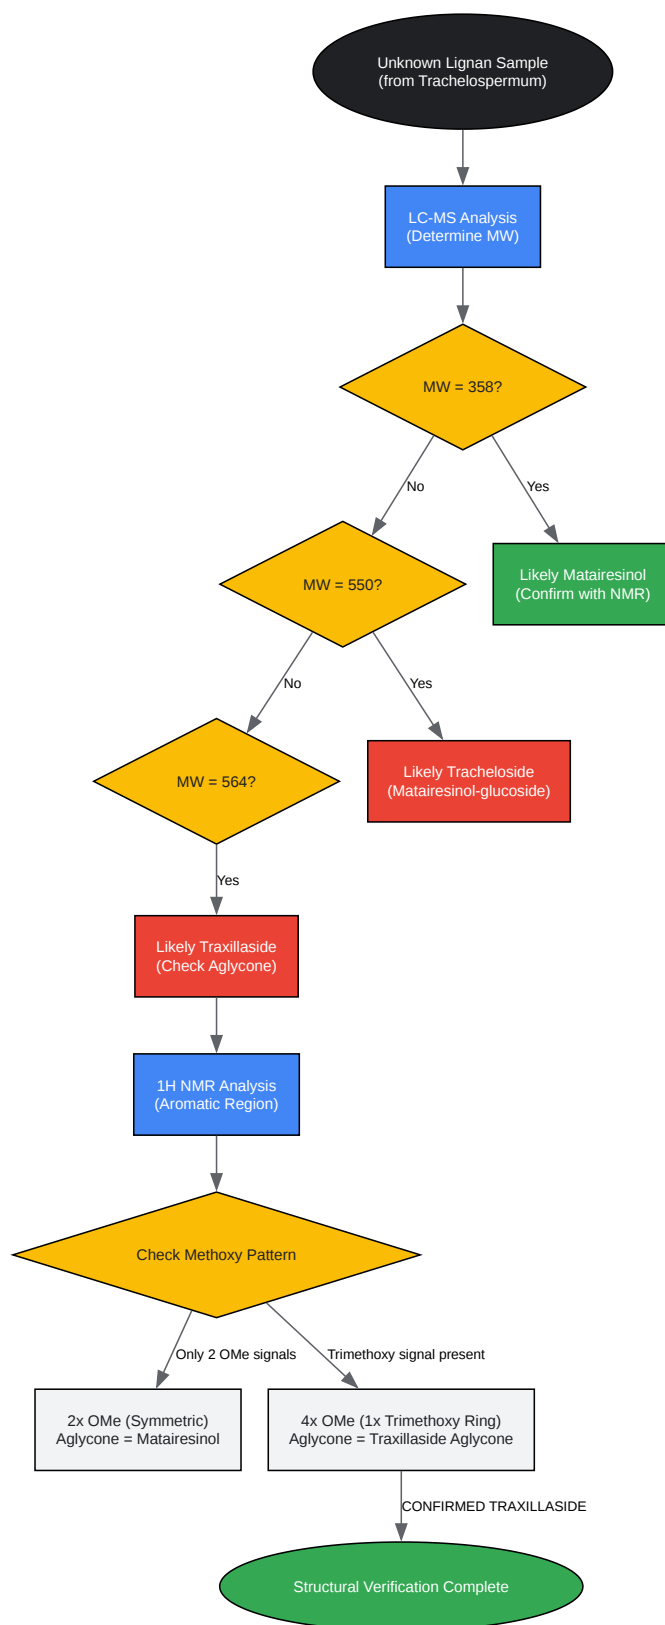 Unknown Lignan Sample
(from Trachelospermum)
LC-MS Analysis
(Determine MW)
MW = 358?
No
Yes
MW = 550?
Likely Matairesinol
(Confirm with NMR)
No
Yes
MW = 564?
Likely Tracheloside
(Matairesinol-glucoside)
Yes
Likely Traxillaside
(Check Aglycone)
1H NMR Analysis
(Aromatic Region)
Check Methoxy Pattern
Only 2 OMe signals
Trimethoxy signal present
2x OMe (Symmetric)
Aglycone = Matairesinol
4x OMe (1x Trimethoxy Ring)
Aglycone = Traxillaside Aglycone
CONFIRMED TRAXILLASIDE
Structural Verification Complete